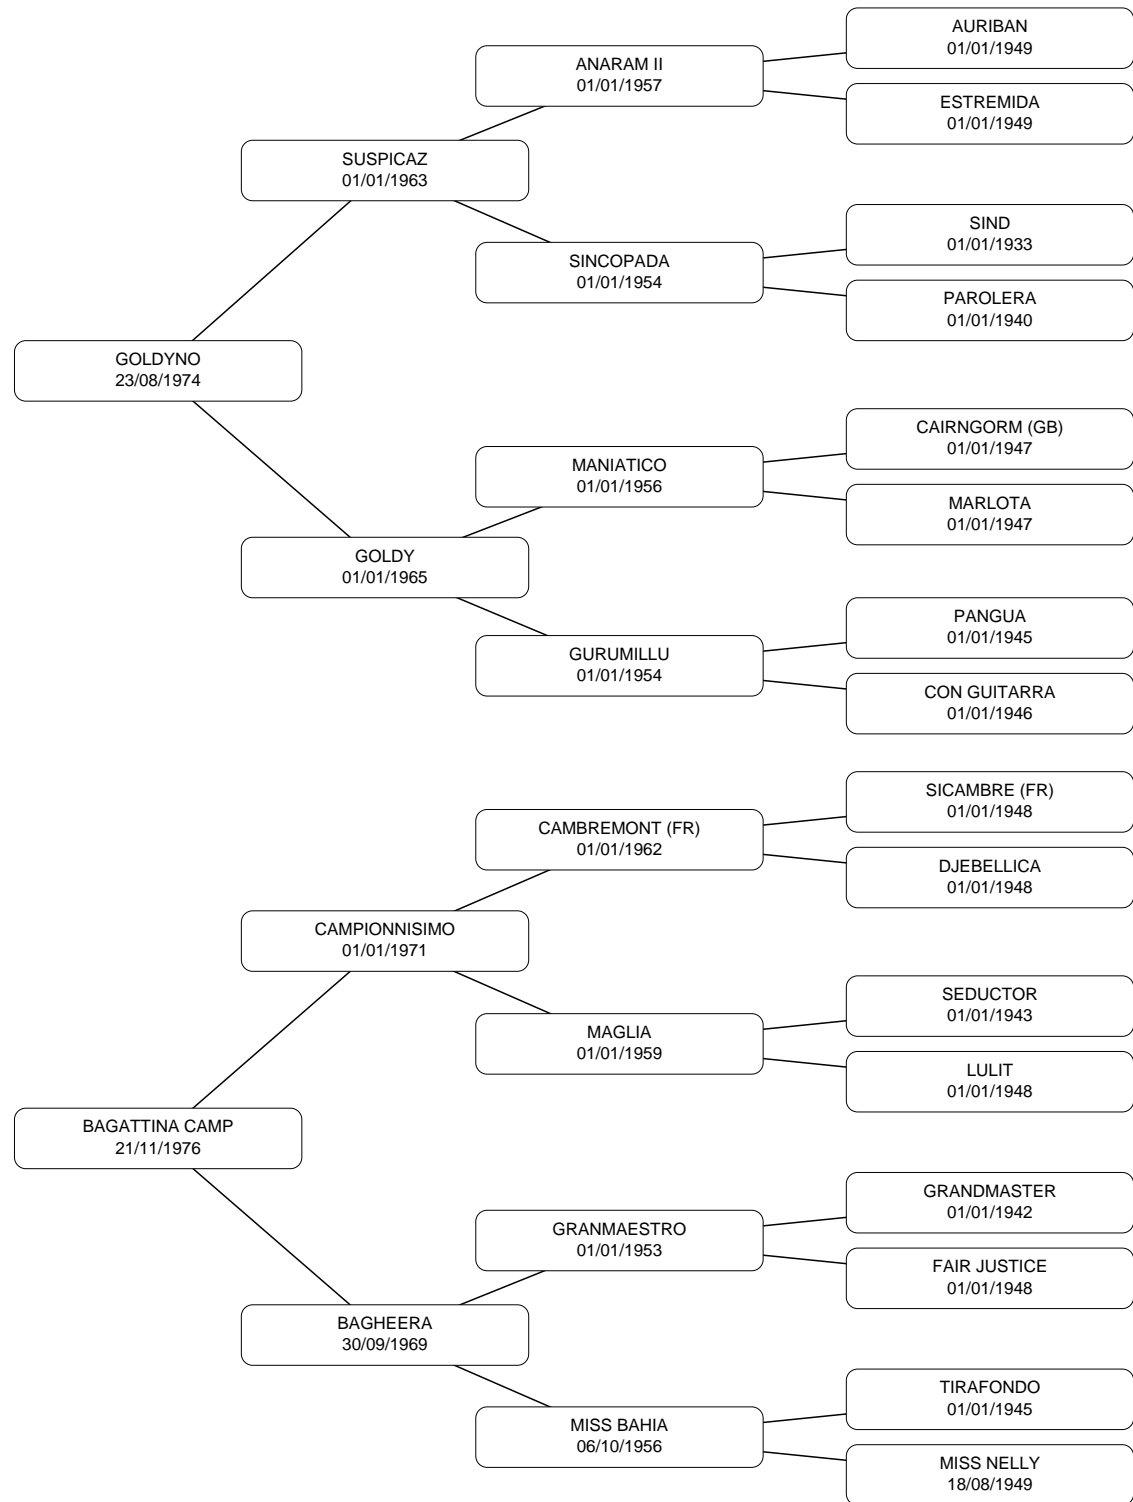 AURIBAN
01/01/1949
ANARAM II
01/01/1957
ESTREMIDA
01/01/1949
SUSPICAZ
01/01/1963
SIND
01/01/1933
SINCOPADA
01/01/1954
PAROLERA
01/01/1940
GOLDYNO
23/08/1974
CAIRNGORM (GB)
01/01/1947
MANIATICO
01/01/1956
MARLOTA
01/01/1947
GOLDY
01/01/1965
PANGUA
01/01/1945
GURUMILLU
01/01/1954
CON GUITARRA
01/01/1946
SICAMBRE (FR)
01/01/1948
CAMBREMONT (FR)
01/01/1962
DJEBELLICA
01/01/1948
CAMPIONNISIMO
01/01/1971
SEDUCTOR
01/01/1943
MAGLIA
01/01/1959
LULIT
01/01/1948
BAGATTINA CAMP
21/11/1976
GRANDMASTER
01/01/1942
GRANMAESTRO
01/01/1953
FAIR JUSTICE
01/01/1948
BAGHEERA
30/09/1969
TIRAFONDO
01/01/1945
MISS BAHIA
06/10/1956
MISS NELLY
18/08/1949